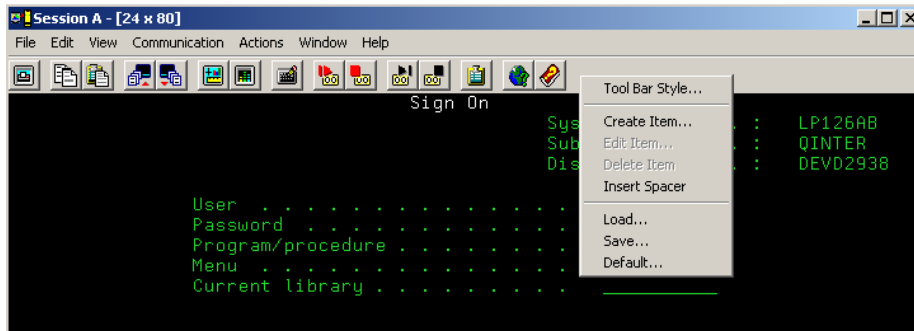 Session A - [24 x 80]
File Edit View Communication Actions Window Help
Sign On
Sys . : LP126AB
Sub . : QINTER
Dis . : DEVD2938
User . . . . . . . . . . . . . .
Password . . . . . . . . . . . .
Program/procedure . . . . . . . .
Menu . . . . . . . . . . . . . .
Current library . . . . . . . . .
Tool Bar Style...
Create Item...
Edit Item...
Delete Item
Insert Spacer
Load...
Save...
Default...